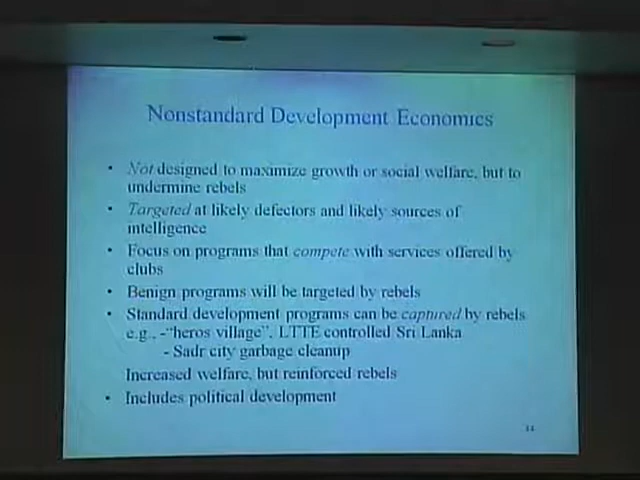 Nonstandard Development Economics
• Not designed to maximize growth or social welfare, but to
undermine rebels
• Targeted at likely defectors and likely sources of
intelligence
• Focus on programs that compete with services offered by
clubs
• Benign programs will be targeted by rebels
• Standard development programs can be captured by rebels
e.g., -"heros village", LTTE controlled Sri Lanka
- Sadr city garbage cleanup
Increased welfare, but reinforced rebels
• Includes political development
14